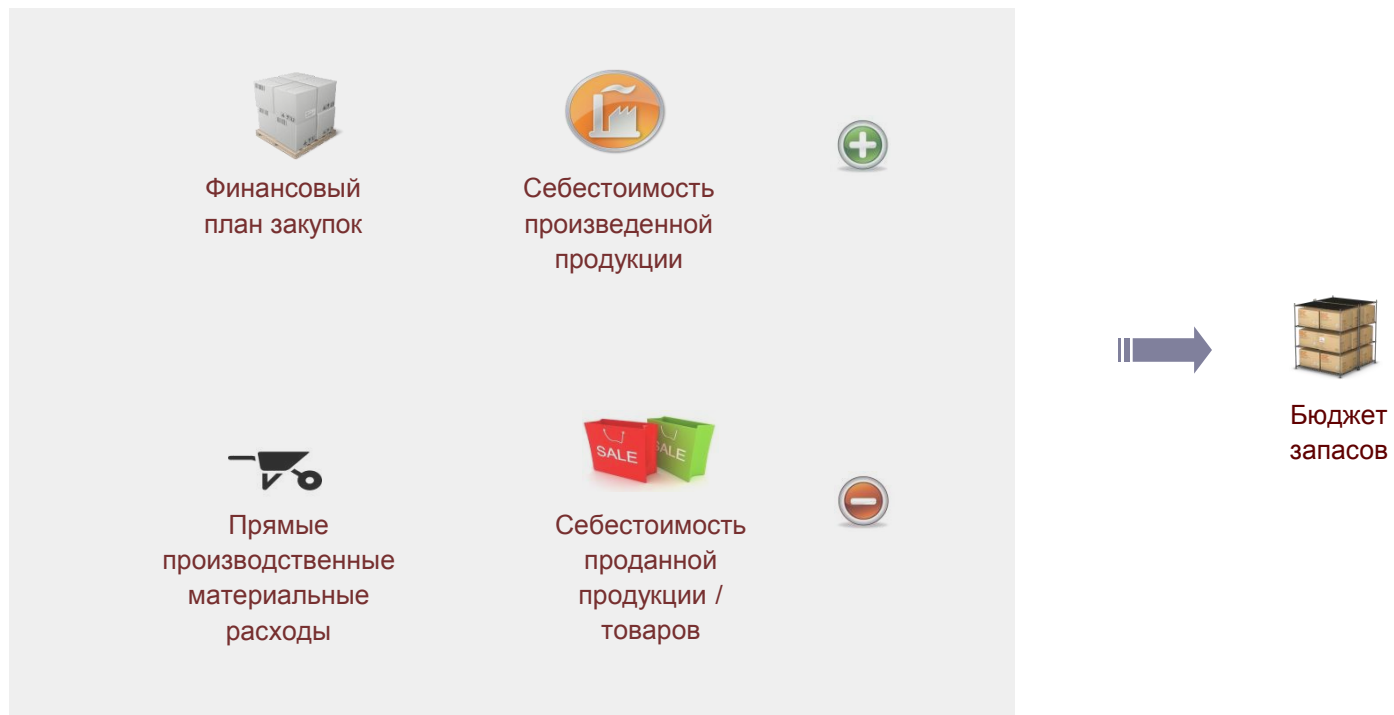 Финансовый
план закупок
Себестоимость
произведенной
продукции
SALE
SALE
Прямые
производственные
материальные
расходы
Себестоимость
проданной
продукции /
товаров
Бюджет
запасов